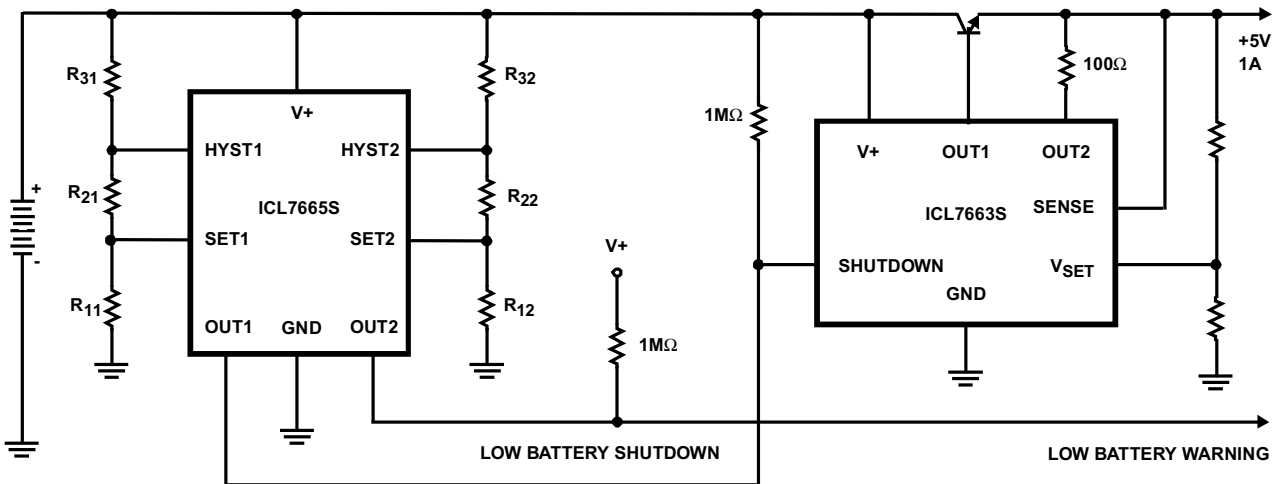 R31
R32
V+
HYST1
HYST2
R21
R22
ICL7665S
SET1
SET2
R11
R12
OUT1
GND
OUT2
+
-
V+
1MΩ
1MΩ
LOW BATTERY SHUTDOWN
LOW BATTERY WARNING
V+
OUT1
OUT2
100Ω
ICL7663S
SENSE
SHUTDOWN
VSET
GND
+5V
1A